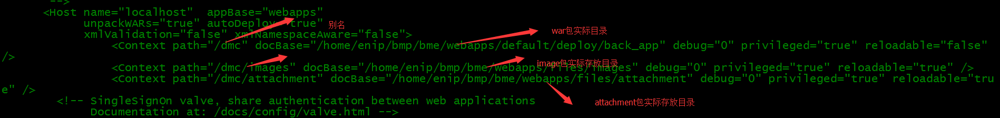 -->
<Host name="localhost"  appBase="webapps"
unpackWARs="true" autoDeploy="true"
别名
xmlValidation="false" xmlNamespaceAware="false">
war包实际目录
<Context path="/dmc" docBase="/home/enip/bmp/bme/webapps/default/deploy/back_app" debug="0" privileged="true" reloadable="false"
/>
<Context path="/dmc/images" docBase="/home/enip/bmp/bme/webapps/files/images" debug="0" privileged="true" reloadable="true" />
image包实际存放目录
<Context path="/dmc/attachment" docBase="/home/enip/bmp/bme/webapps/files/attachment" debug="0" privileged="true" reloadable="tru
e" />
<!-- SingleSignOn valve, share authentication between web applications
attachment包实际存放目录
Documentation at: /docs/config/valve.html -->